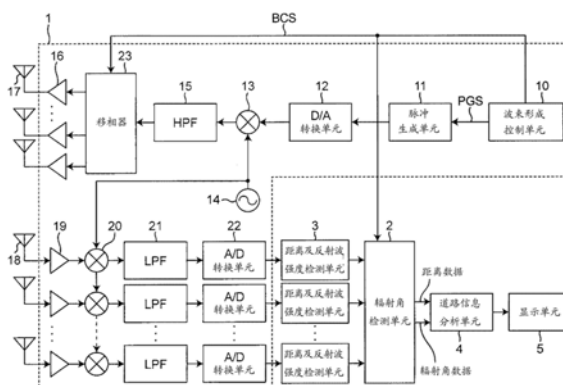 1
BCS
16
23
17
移相器
15
HPF
13
12
D/A
转换单元
11
脉冲
生成单元
PGS
10
波束形成
控制单元
14
19
18
20
21
LPF
22
A/D
转换单元
3
距离及反射波
强度检测单元
2
辐射角
检测单元
距离数据
道路信息
分析单元
4
显示单元
5
辐射角数据
LPF
A/D
转换单元
距离及反射波
强度检测单元
LPF
A/D
转换单元
距离及反射波
强度检测单元